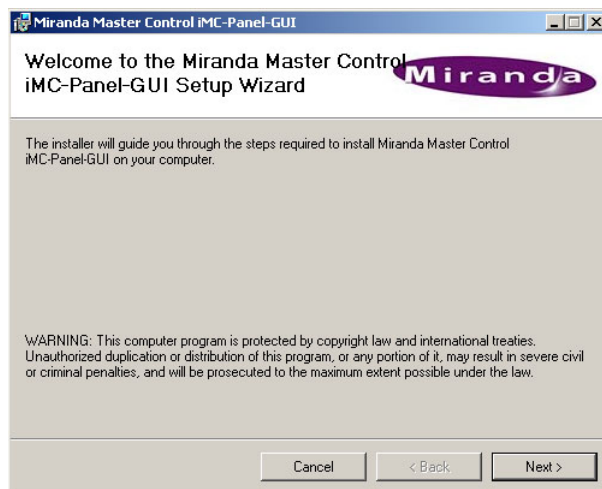 Miranda Master Control iMC-Panel-GUI
Welcome to the Miranda Master Control
iMC-Panel-GUI Setup Wizard
Miranda
The installer will guide you through the steps required to install Miranda Master Control
iMC-Panel-GUI on your computer.
WARNING: This computer program is protected by copyright law and international treaties.
Unauthorized duplication or distribution of this program, or any portion of it, may result in severe civil
or criminal penalties, and will be prosecuted to the maximum extent possible under the law.
Cancel
< Back
Next >